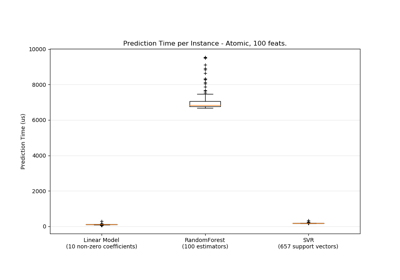 Prediction Time per Instance - Atomic, 100 feats.
10000
8000
6000
4000
2000
0
Prediction Time (us)
Linear Model
(10 non-zero coefficients)
RandomForest
(100 estimators)
SVR
(657 support vectors)